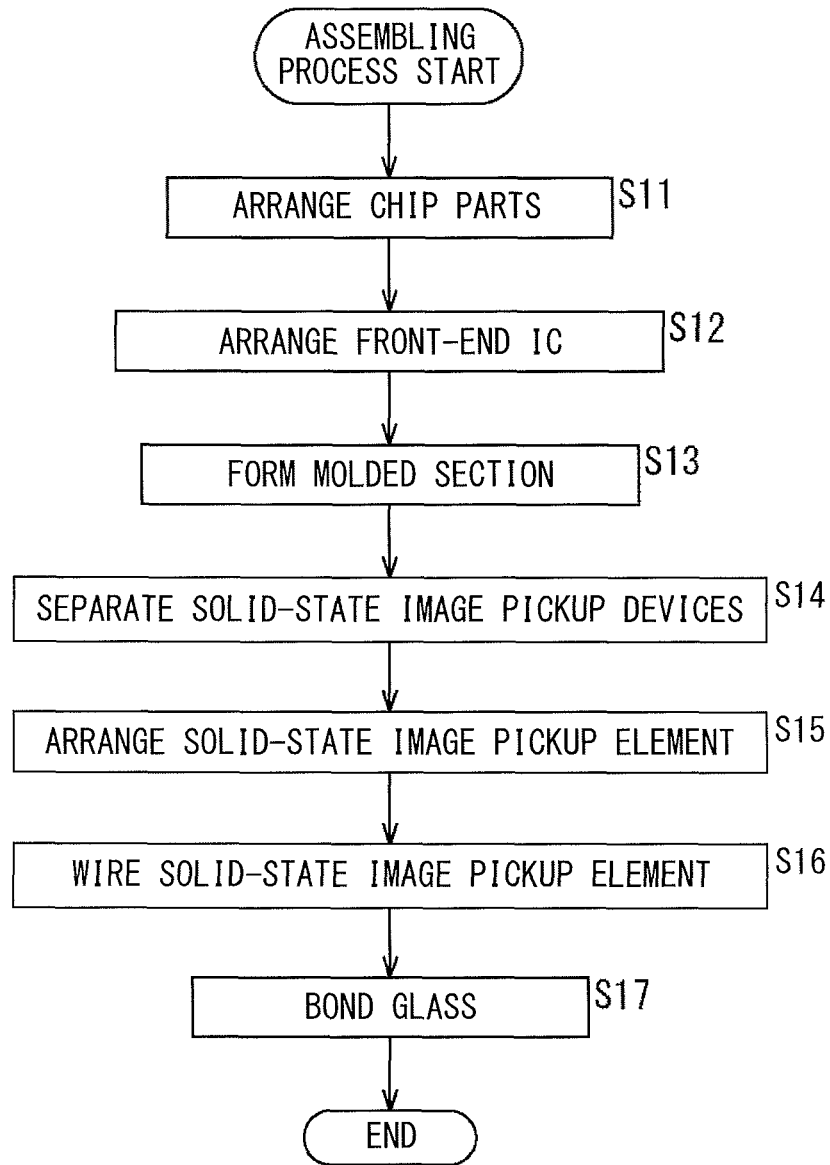 ASSEMBLING
PROCESS START
ARRANGE CHIP PARTS
S11
ARRANGE FRONT-END IC
S12
FORM MOLDED SECTION
S13
SEPARATE SOLID-STATE IMAGE PICKUP DEVICES
S14
ARRANGE SOLID-STATE IMAGE PICKUP ELEMENT
S15
WIRE SOLID-STATE IMAGE PICKUP ELEMENT
S16
BOND GLASS
S17
END